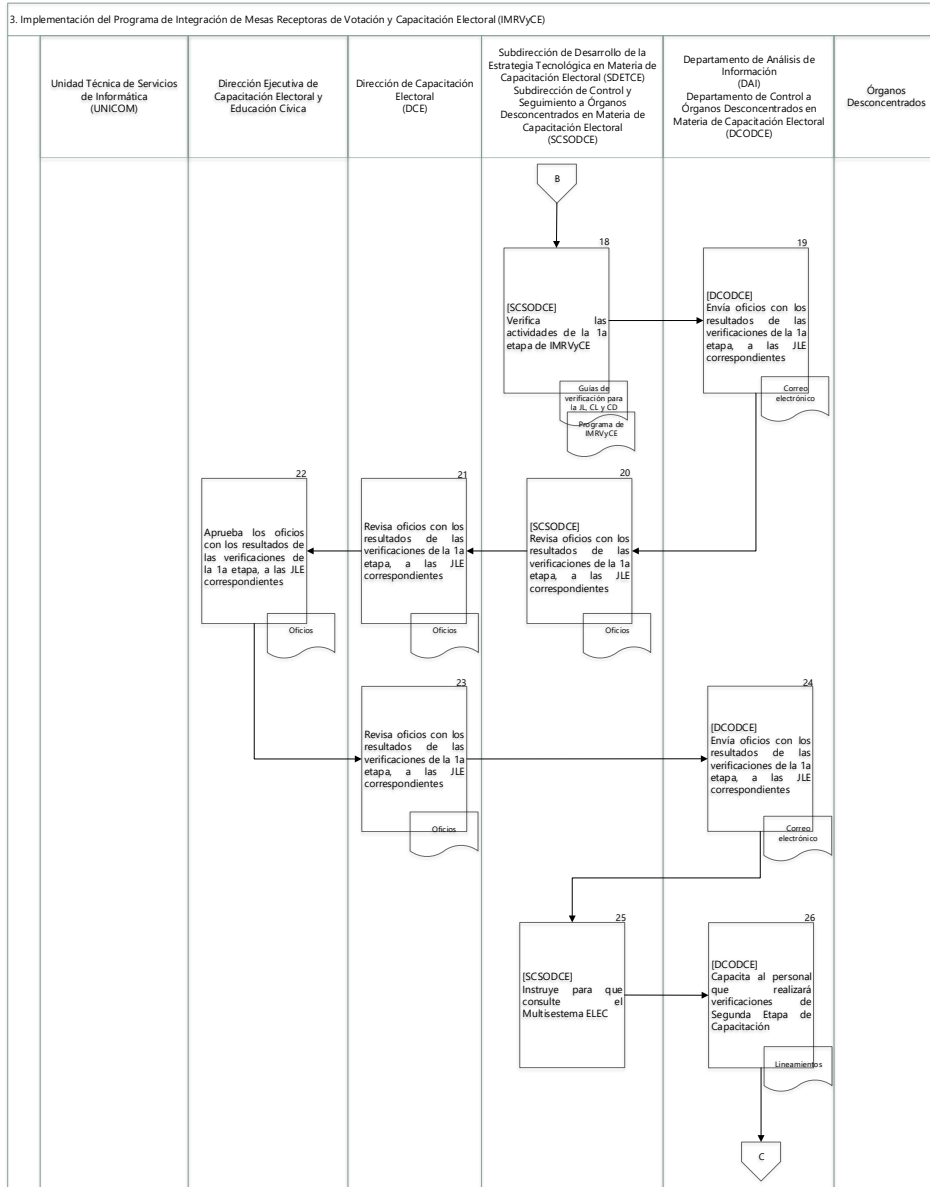 3. Implementación del Programa de Integración de Mesas Receptoras de Votación y Capacitación Electoral (IMRVyCE)
Unidad Técnica de Servicios
de Informática
(UNICOM)
Dirección Ejecutiva de
Capacitación Electoral y
Educación Cívica
Dirección de Capacitación
Electoral
(DCE)
Subdirección de Desarrollo de la
Estrategia Tecnológica en Materia de
Capacitación Electoral (SDETCE)
Subdirección de Control y
Seguimiento a Órganos
Desconcentrados en Materia de
Capacitación Electoral
(SCSODCE)
Departamento de Análisis de
Información
(DAI)
Departamento de Control a
Órganos Desconcentrados en
Materia de Capacitación Electoral
(DCODCE)
Órganos
Desconcentrados
B
18
[SCSODCE]
Verifica las
actividades de la 1a
etapa de IMRVyCE
Guías de
verificación para
la JL, CL y CD
Programa de
IMRVyCE
19
[DCODCE]
Envía oficios con los
resultados de las
verificaciones de la 1a
etapa, a las JLE
correspondientes
Correo
electrónico
20
[SCSODCE]
Revisa oficios con los
resultados de las
verificaciones de la 1a
etapa, a las JLE
correspondientes
Oficios
21
Revisa oficios con los
resultados de las
verificaciones de la 1a
etapa, a las JLE
correspondientes
Oficios
22
Aprueba los oficios
con los resultados de
las verificaciones de
la 1a etapa, a las JLE
correspondientes
Oficios
23
Revisa oficios con los
resultados de las
verificaciones de la 1a
etapa, a las JLE
correspondientes
Oficios
24
[DCODCE]
Envía oficios con los
resultados de las
verificaciones de la 1a
etapa, a las JLE
correspondientes
Correo
electrónico
25
[SCSODCE]
Instruye para que
consulte el
Multisestema ELEC
26
[DCODCE]
Capacita al personal
que realizará
verificaciones de
Segunda Etapa de
Capacitación
Lineamientos
C